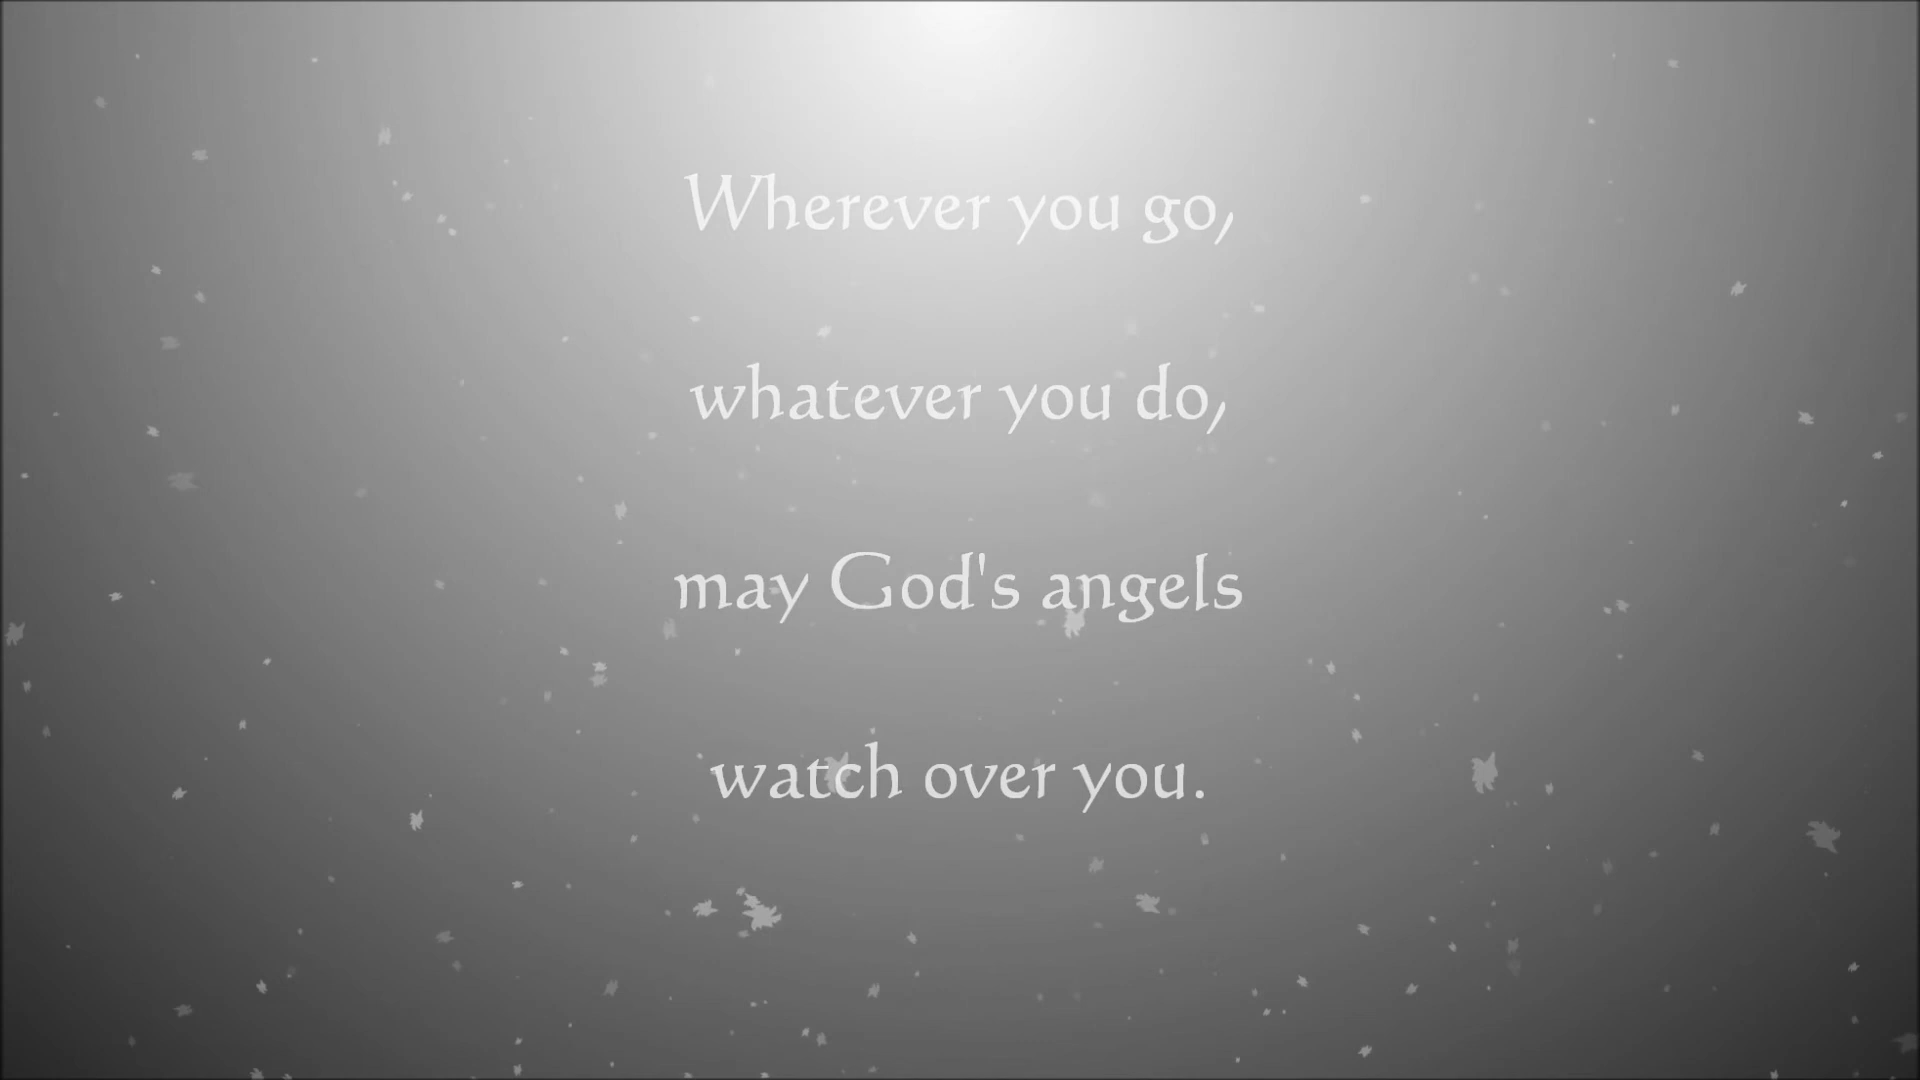 Wherever you go,
whatever you do,
may God's angels
watch over you.